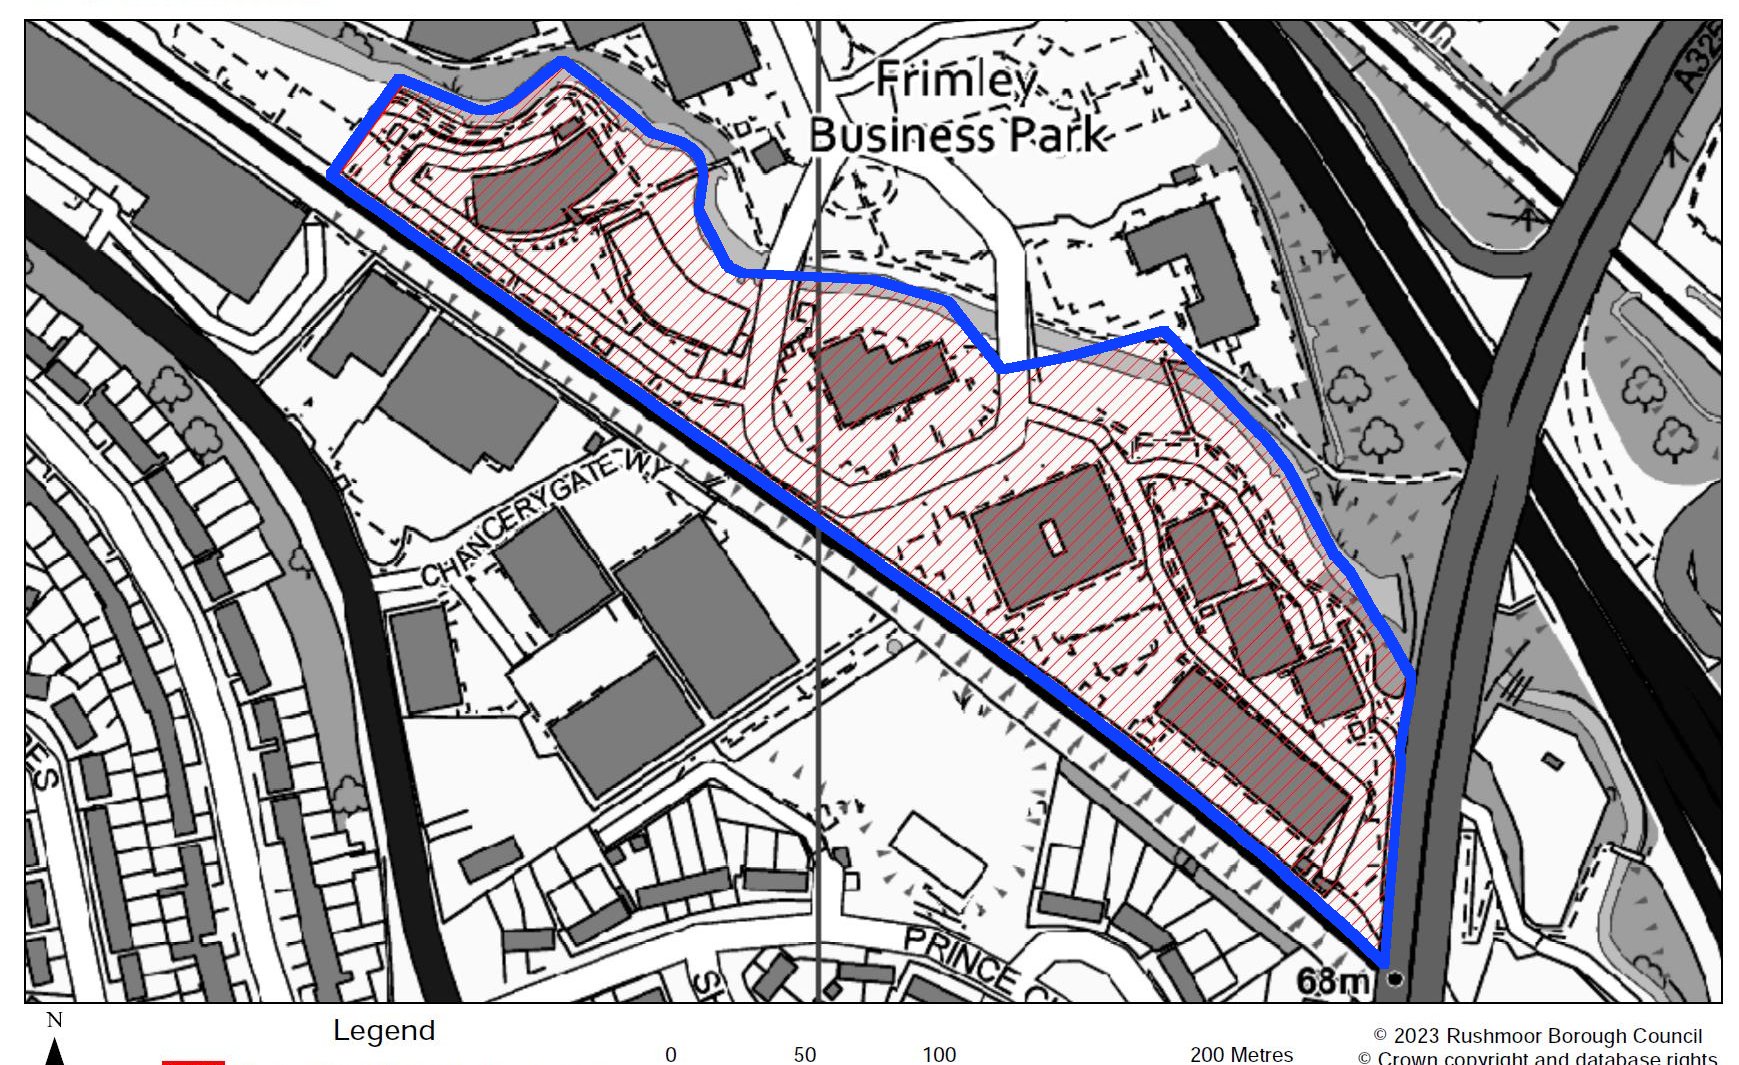 Frimley
Business Park
A325
CHANCERY GATE WY
PRINCE
68m
N
Legend
0 50 100 200 Metres
© 2023 Rushmoor Borough Council
© Crown copyright and database rights